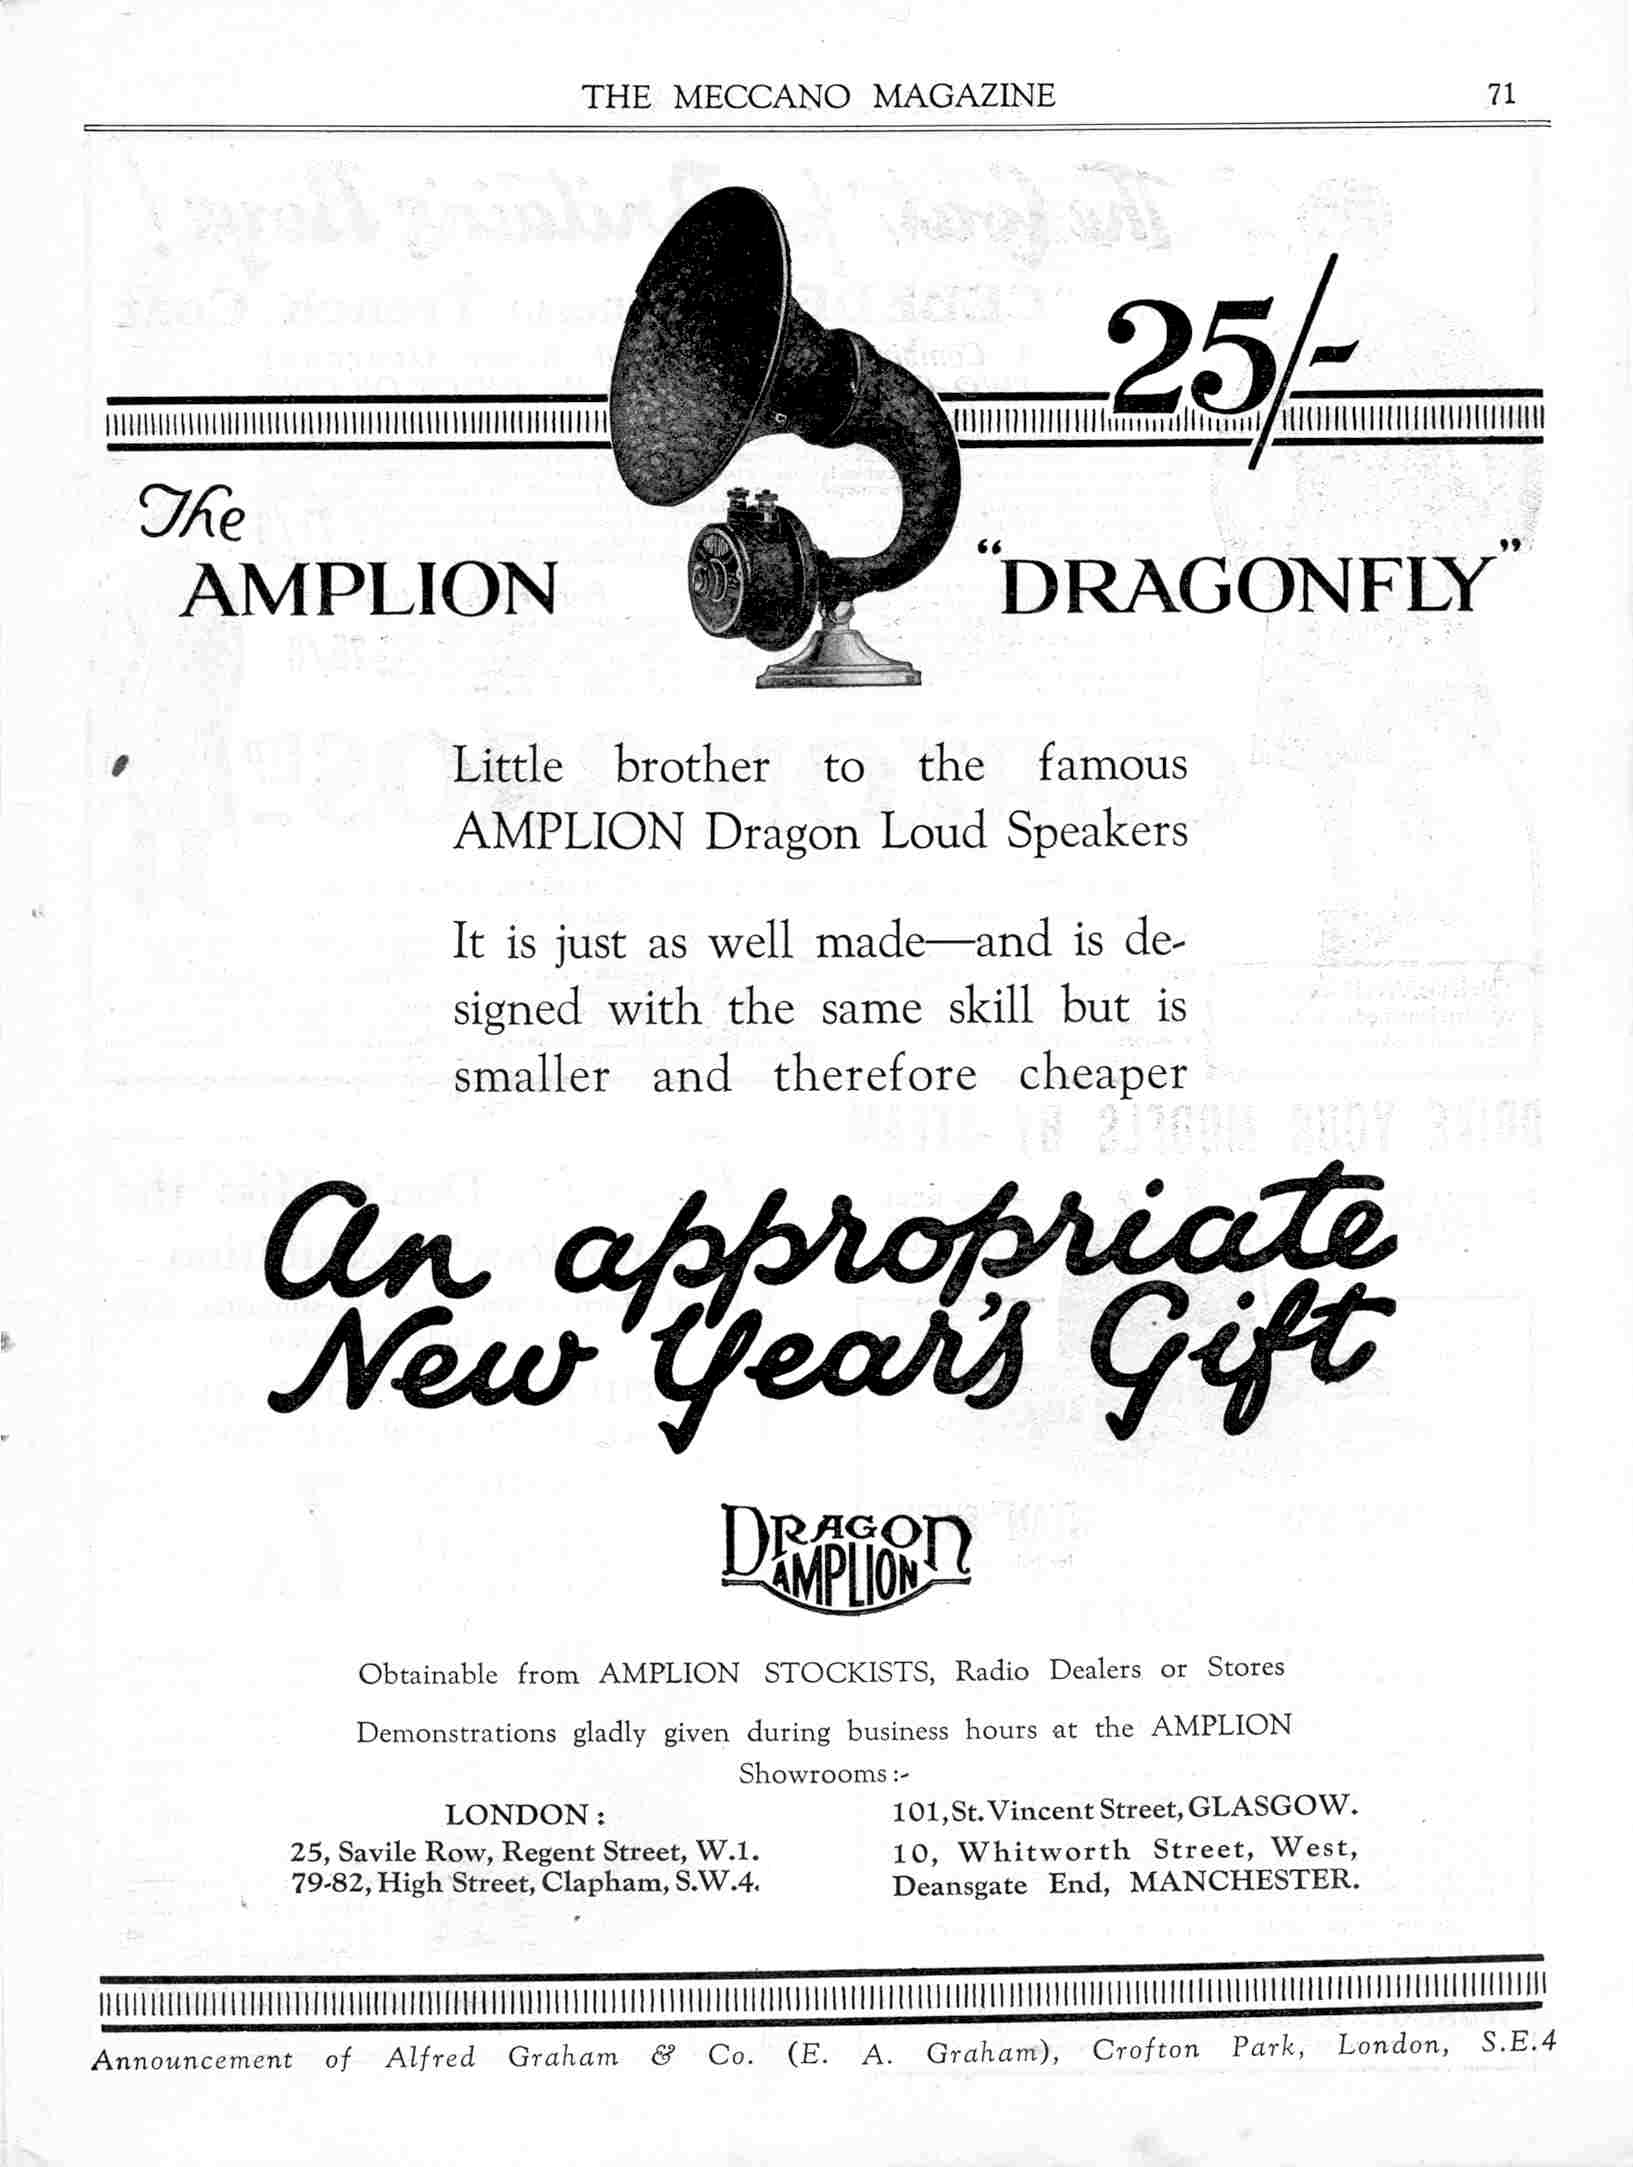 THE MECCANO MAGAZINE 71
25/-
The
AMPLION "DRAGONFLY"
Little brother to the famous
AMPLION Dragon Loud Speakers
It is just as well made—and is de-
signed with the same skill but is
smaller and therefore cheaper
An appropriate
New Year's Gift
DRAGON
AMPLION
Obtainable from AMPLION STOCKISTS, Radio Dealers or Stores
Demonstrations gladly given during business hours at the AMPLION
Showrooms :-
LONDON :
25, Savile Row, Regent Street, W.1.
79-82, High Street, Clapham, S.W.4.
101, St. Vincent Street, GLASGOW.
10, Whitworth Street, West,
Deansgate End, MANCHESTER.
Announcement of Alfred Graham & Co. (E. A. Graham), Crofton Park, London, S.E.4